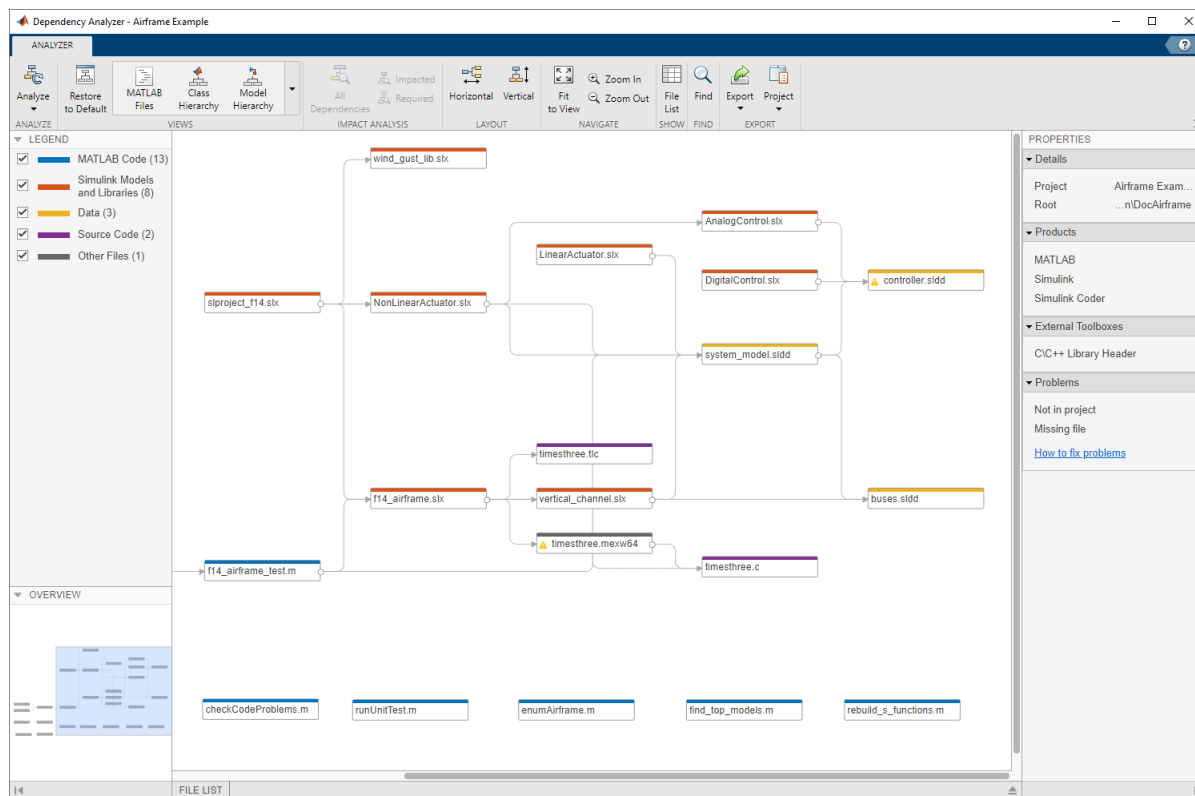 Dependency Analyzer - Airframe Example
ANALYZER
?
Analyze
Restore
to Default
MATLAB
Files
Class
Hierarchy
Model
Hierarchy
All
Dependencies
Impacted
Required
Horizontal
Vertical
Fit
to View
Zoom In
Zoom Out
File
List
Find
Export
Project
ANALYZE
VIEWS
IMPACT ANALYSIS
LAYOUT
NAVIGATE
SHOW
FIND
EXPORT
LEGEND
MATLAB Code (13)
Simulink Models
and Libraries (8)
Data (3)
Source Code (2)
Other Files (1)
OVERVIEW
wind_gust_lib.slx
AnalogControl.slx
LinearActuator.slx
DigitalControl.slx
controller.sldd
slproject_f14.slx
NonLinearActuator.slx
system_model.sldd
timesthree.tlc
f14_airframe.slx
vertical_channel.slx
buses.sldd
timesthree.mexw64
f14_airframe_test.m
timesthree.c
checkCodeProblems.m
runUnitTest.m
enumAirframe.m
find_top_models.m
rebuild_s_functions.m
FILE LIST
PROPERTIES
Details
Project Airframe Exam...
Root ...n\DocAirframe
Products
MATLAB
Simulink
Simulink Coder
External Toolboxes
C\C++ Library Header
Problems
Not in project
Missing file
How to fix problems